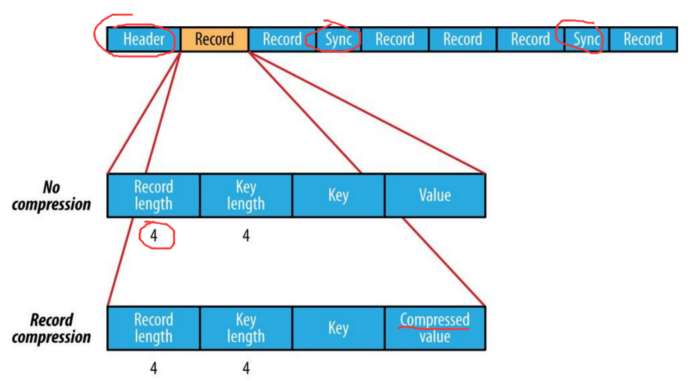 Header Record Record Sync Record Record Record Sync Record
No
compression
Record
length
Key
length
Key
Value
4
4
Record
compression
Record
length
Key
length
Key
Compressed
value
4
4